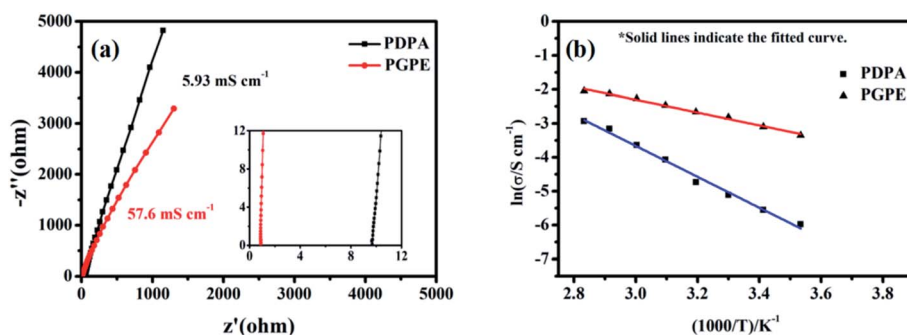 (a)
PDPA
PGPE
5.93 mS cm⁻¹
57.6 mS cm⁻¹
-z''(ohm)
5000
4000
3000
2000
1000
0
12
8
4
0
0 4 8 12
0 1000 2000 3000 4000 5000
z'(ohm)
(b)
*Solid lines indicate the fitted curve.
PDPA
PGPE
ln(σ/S cm⁻¹)
0
-1
-2
-3
-4
-5
-6
-7
2.8 3.0 3.2 3.4 3.6 3.8
(1000/T)/K⁻¹